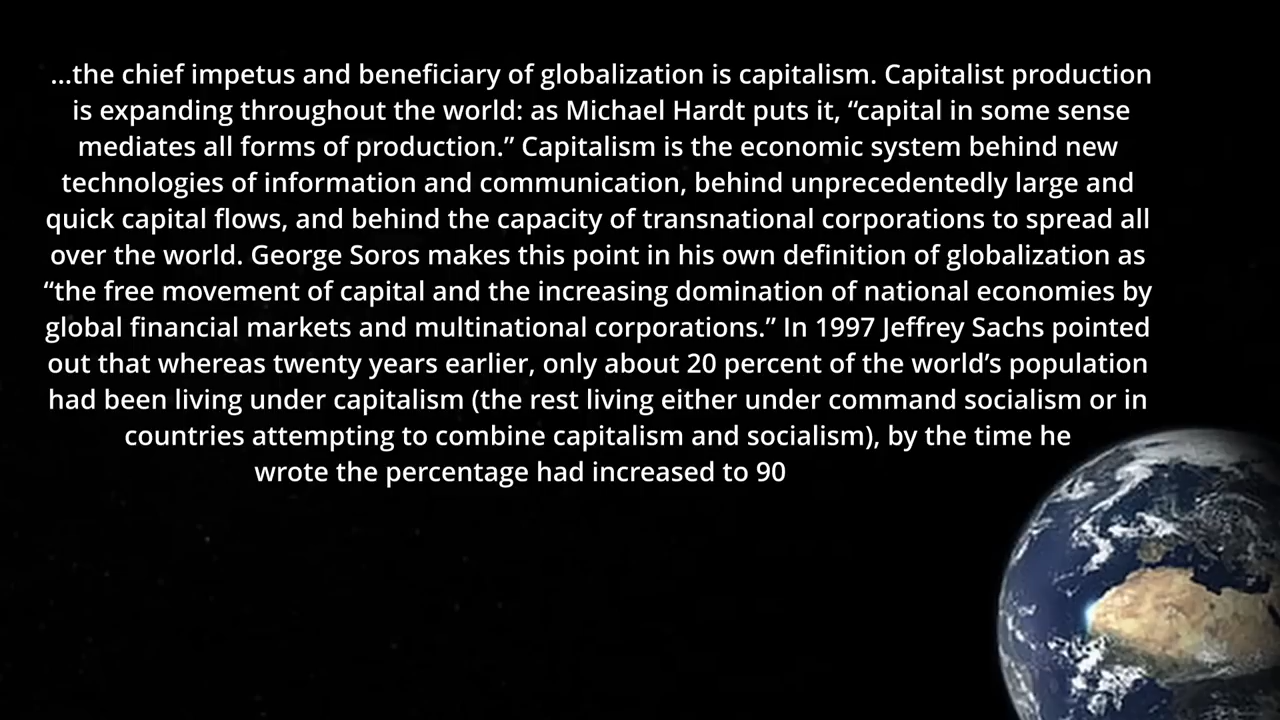 ...the chief impetus and beneficiary of globalization is capitalism. Capitalist production
is expanding throughout the world: as Michael Hardt puts it, “capital in some sense
mediates all forms of production.” Capitalism is the economic system behind new
technologies of information and communication, behind unprecedentedly large and
quick capital flows, and behind the capacity of transnational corporations to spread all
over the world. George Soros makes this point in his own definition of globalization as
“the free movement of capital and the increasing domination of national economies by
global financial markets and multinational corporations.” In 1997 Jeffrey Sachs pointed
out that whereas twenty years earlier, only about 20 percent of the world’s population
had been living under capitalism (the rest living either under command socialism or in
countries attempting to combine capitalism and socialism), by the time he
wrote the percentage had increased to 90